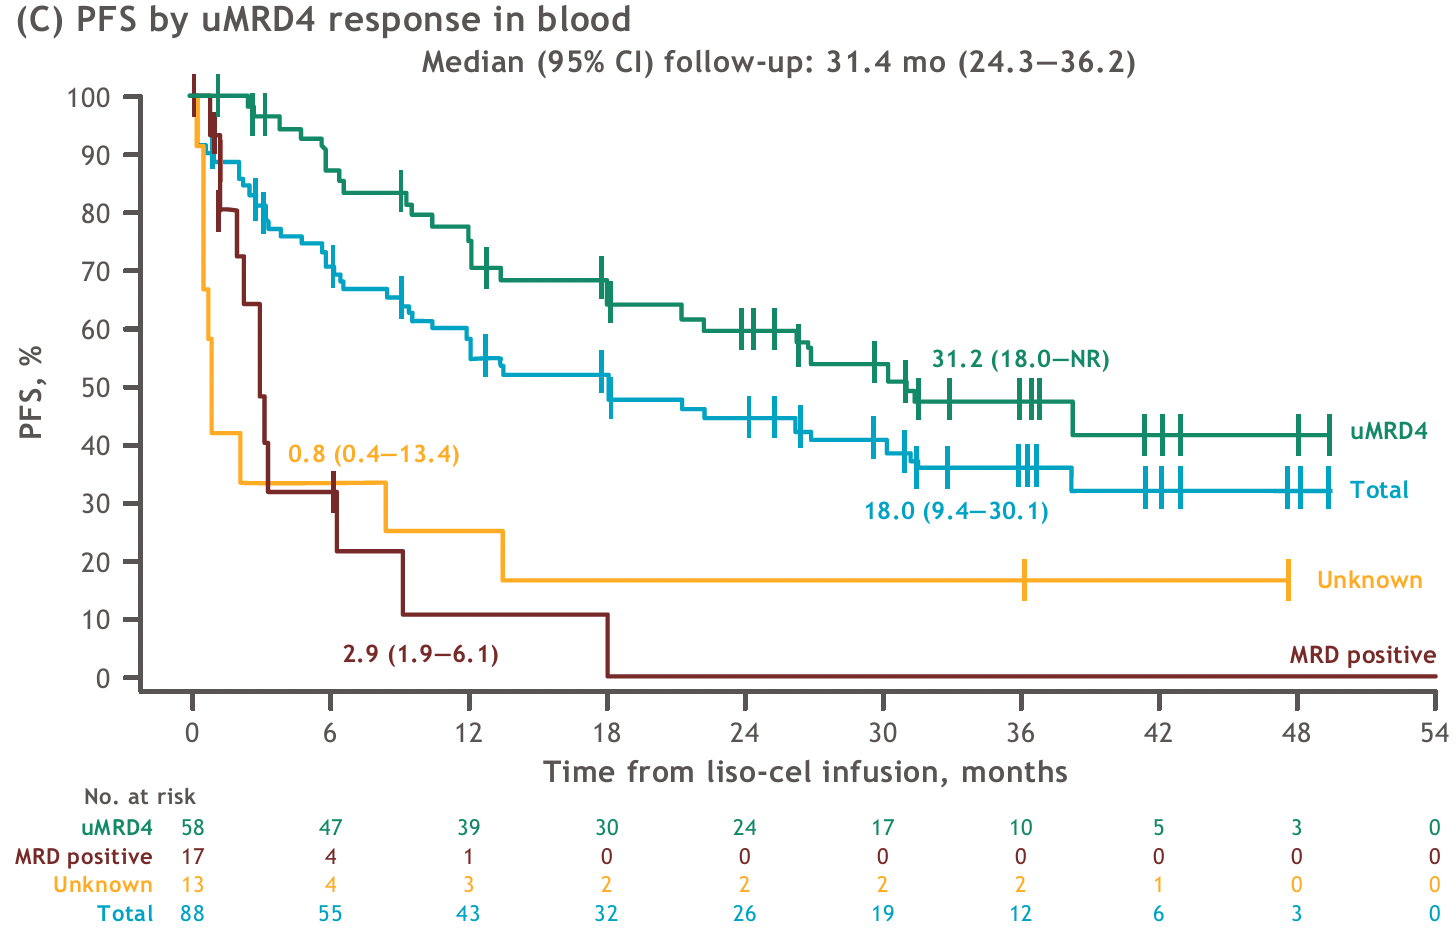 (C) PFS by uMRD4 response in blood
Median (95% CI) follow-up: 31.4 mo (24.3–36.2)
PFS, %
100
90
80
70
60
50
40
30
20
10
0
31.2 (18.0–NR)
uMRD4
0.8 (0.4–13.4)
Total
18.0 (9.4–30.1)
Unknown
2.9 (1.9–6.1)
MRD positive
0 6 12 18 24 30 36 42 48 54
Time from liso-cel infusion, months
No. at risk
uMRD4 58 47 39 30 24 17 10 5 3 0
MRD positive 17 4 1 0 0 0 0 0 0 0
Unknown 13 4 3 2 2 2 2 1 0 0
Total 88 55 43 32 26 19 12 6 3 0